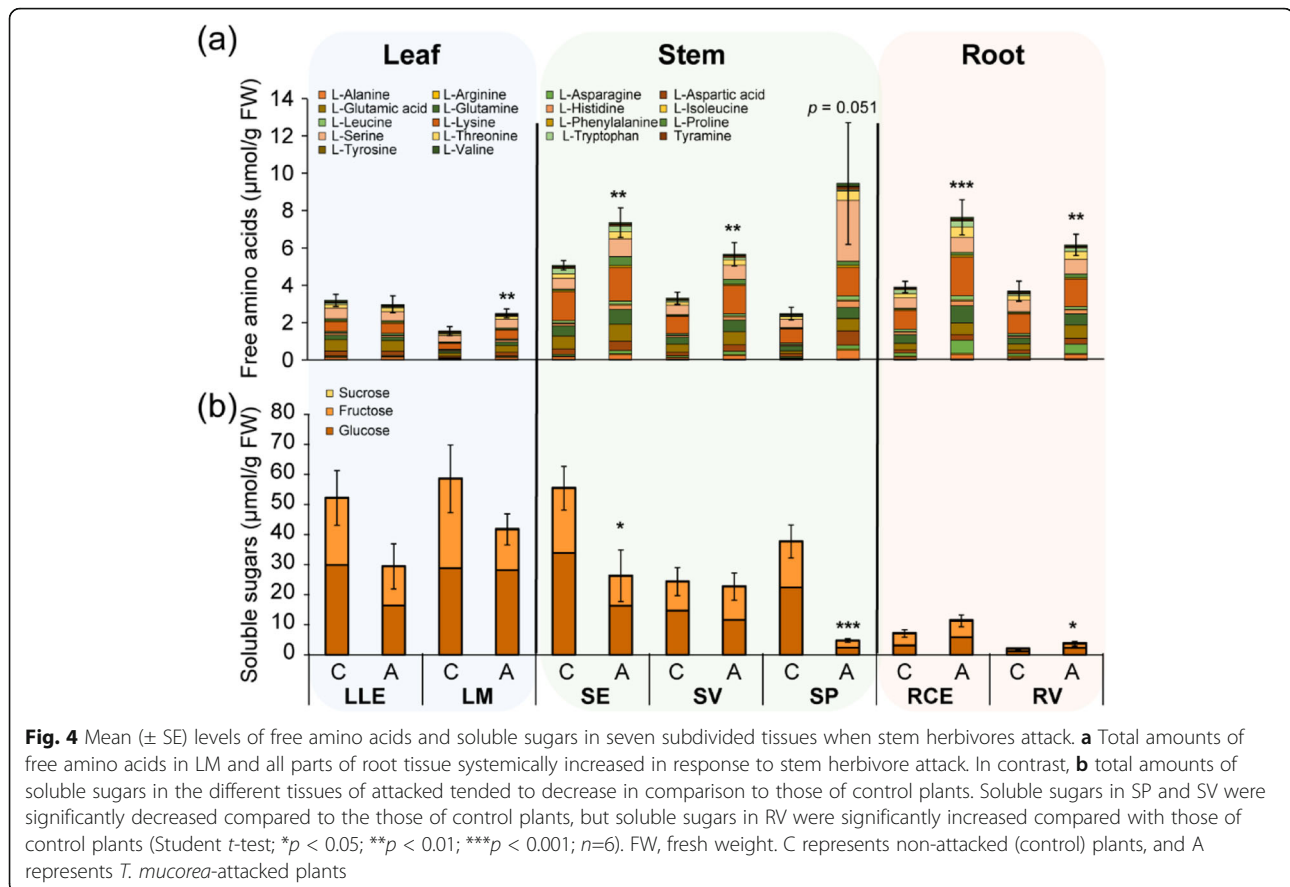 (a)
Leaf
Stem
Root
L-Alanine
L-Arginine
L-Asparagine
L-Aspartic acid
L-Glutamic acid
L-Glutamine
L-Histidine
L-Isoleucine
L-Leucine
L-Lysine
L-Phenylalanine
L-Proline
L-Serine
L-Threonine
L-Tryptophan
Tyramine
L-Tyrosine
L-Valine
p = 0.051
Free amino acids (µmol/g FW)
14
12
10
8
6
4
2
0
**
**
**
***
**
(b)
Sucrose
Fructose
Glucose
Soluble sugars (µmol/g FW)
80
70
60
50
40
30
20
10
0
*
***
*
C A C A C A C A C A C A C A
LLE LM SE SV SP RCE RV
Fig. 4 Mean (± SE) levels of free amino acids and soluble sugars in seven subdivided tissues when stem herbivores attack. a Total amounts of
free amino acids in LM and all parts of root tissue systemically increased in response to stem herbivore attack. In contrast, b total amounts of
soluble sugars in the different tissues of attacked tended to decrease in comparison to those of control plants. Soluble sugars in SP and SV were
significantly decreased compared to the those of control plants, but soluble sugars in RV were significantly increased compared with those of
control plants (Student t-test; *p < 0.05; **p < 0.01; ***p < 0.001; n=6). FW, fresh weight. C represents non-attacked (control) plants, and A
represents T. mucorea-attacked plants